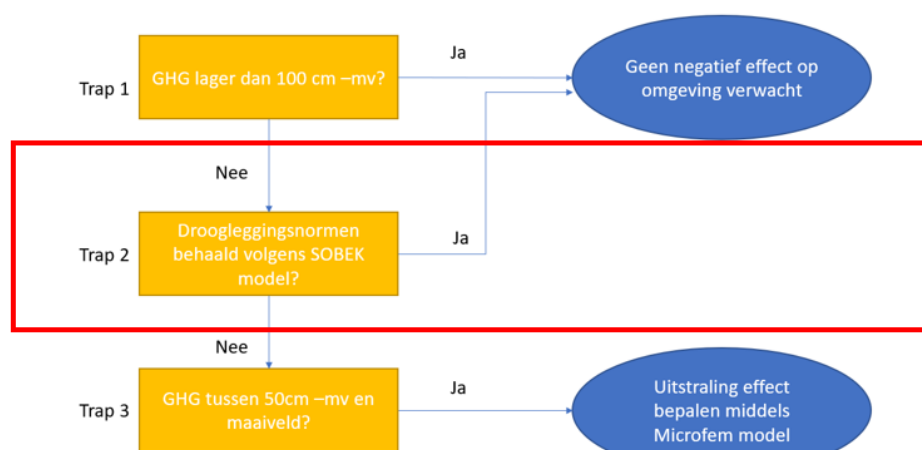 Trap 1
GHG lager dan 100 cm –mv?
Ja
Geen negatief effect op
omgeving verwacht
Nee
Trap 2
Droogleggingsnormen
behaald volgens SOBEK
model?
Ja
Nee
Trap 3
GHG tussen 50cm –mv en
maaiveld?
Ja
Uitstraling effect
bepalen middels
Microfem model